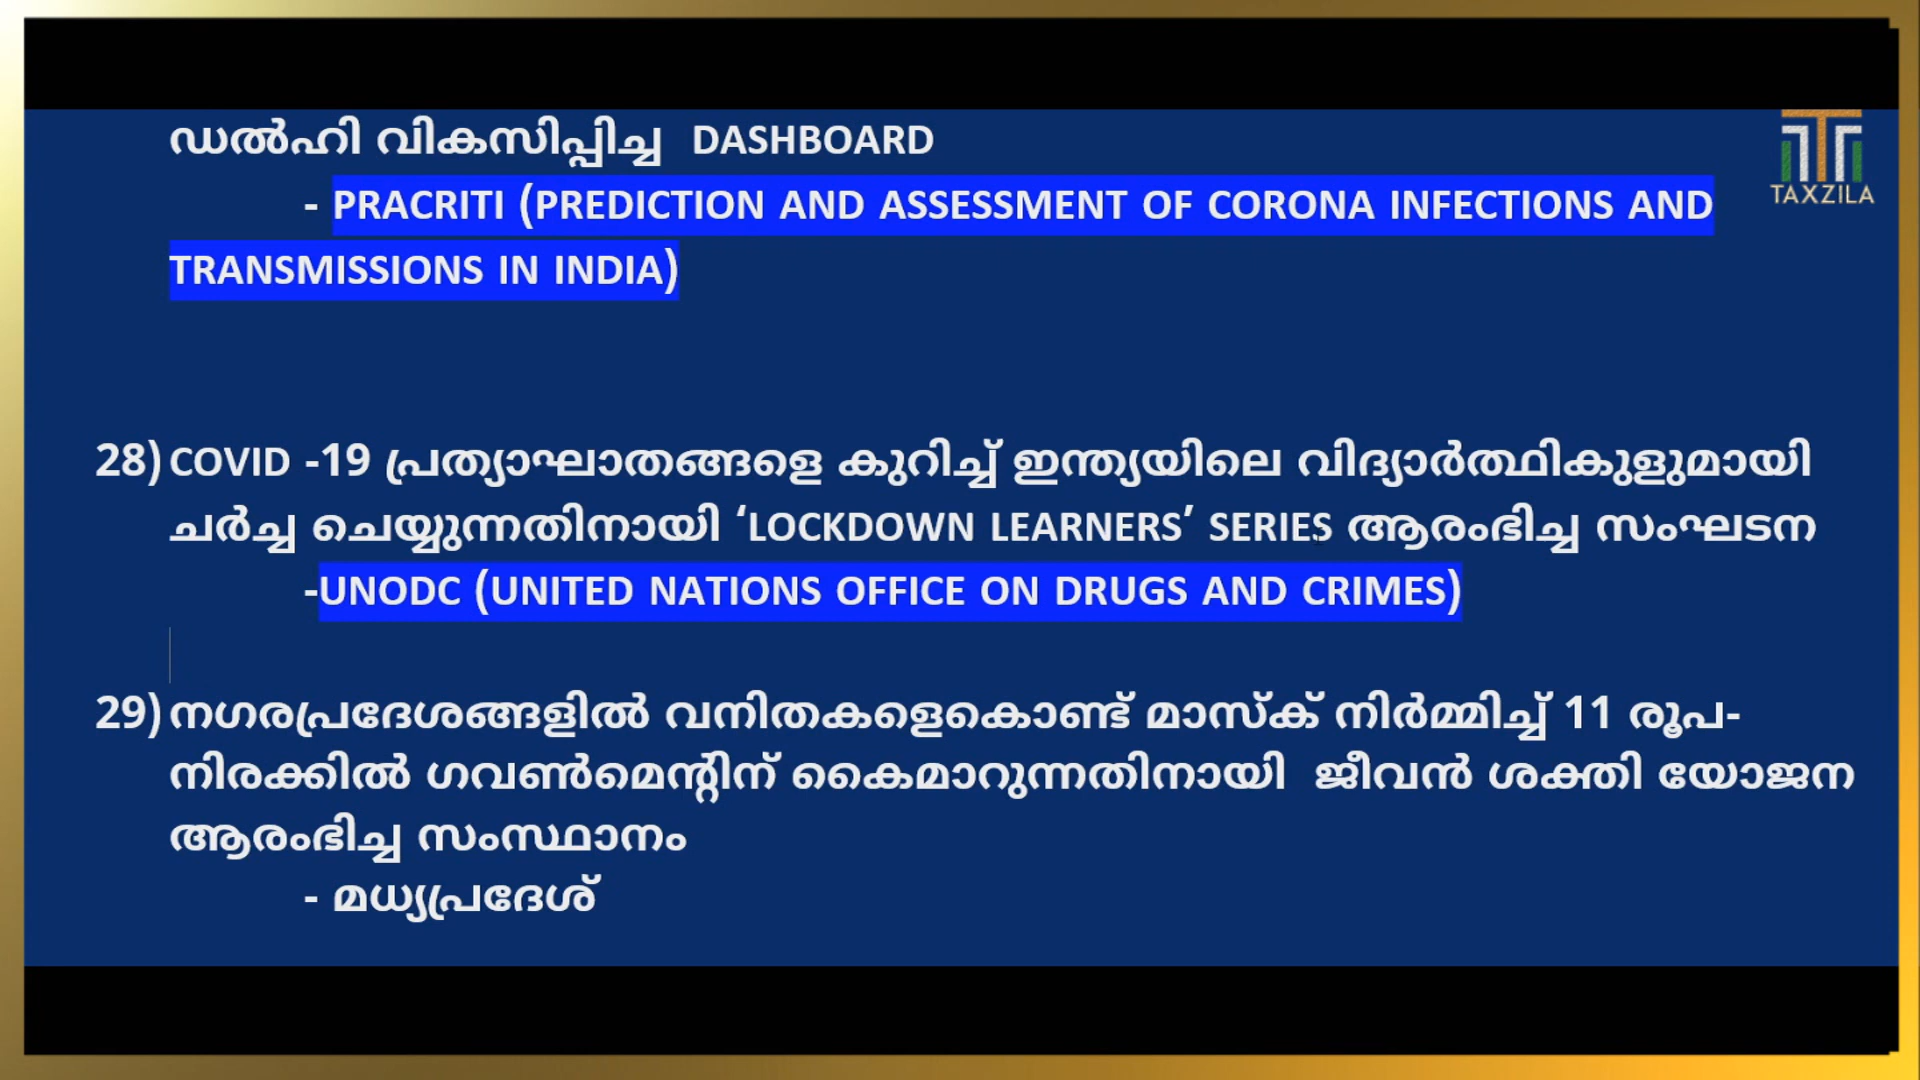 ഡൽഹി വികസിപ്പിച്ച DASHBOARD
- PRACRITI (PREDICTION AND ASSESSMENT OF CORONA INFECTIONS AND
TRANSMISSIONS IN INDIA)
TAXZILA
28) COVID -19 പ്രത്യാഘാതങ്ങളെ കുറിച്ച് ഇന്ത്യയിലെ വിദ്യാർത്ഥികുളുമായി
ചർച്ച ചെയ്യുന്നതിനായി ‘LOCKDOWN LEARNERS’ SERIES ആരംഭിച്ച സംഘടന
-UNODC (UNITED NATIONS OFFICE ON DRUGS AND CRIMES)
29) നഗരപ്രദേശങ്ങളിൽ വനിതകളെകൊണ്ട് മാസ്ക് നിർമ്മിച്ച് 11 രൂപ-
നിരക്കിൽ ഗവൺമെന്റിന് കൈമാറുന്നതിനായി ജീവൻ ശക്തി യോജന
ആരംഭിച്ച സംസ്ഥാനം
- മധ്യപ്രദേശ്